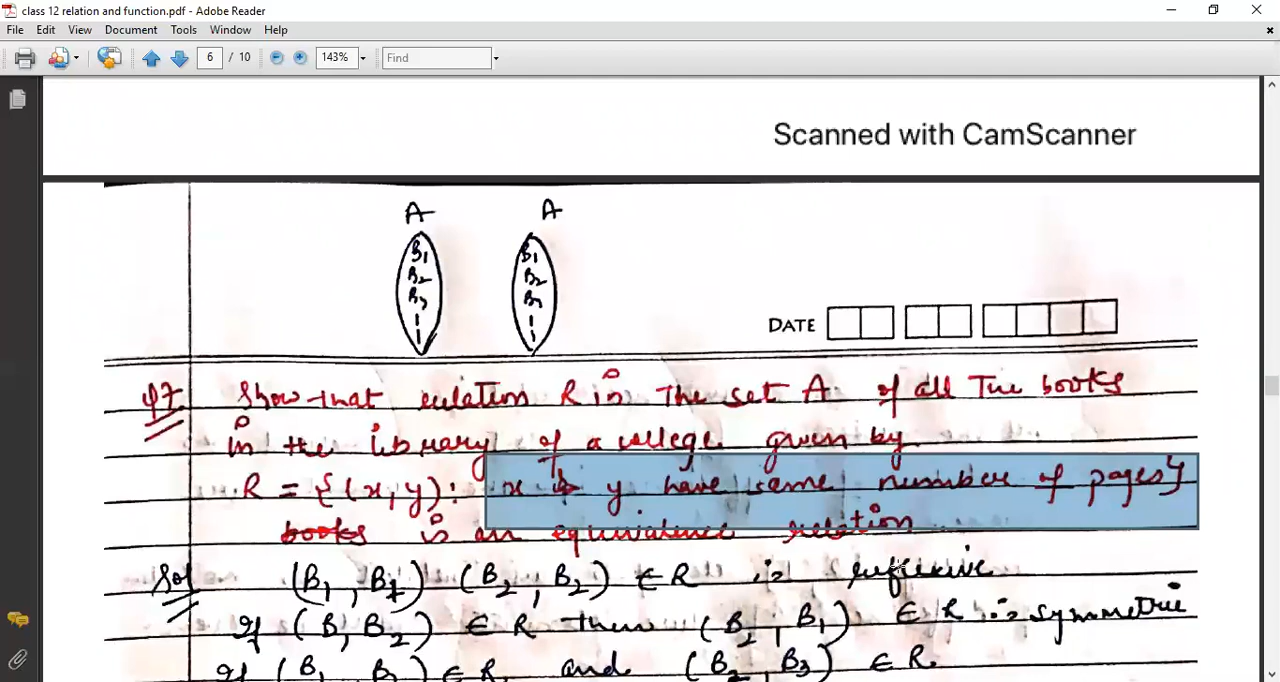 class 12 relation and function.pdf - Adobe Reader
File Edit View Document Tools Window Help
6 / 10 143% Find
Scanned with CamScanner
A A
B1 B1
B2 B2
B3 B3
DATE
Q7 Show that relation R in The set A of all The books
in the library of a college given by
R = {(x, y): x & y have same number of pages}
books is an equivalence relation
Sol (B1, B1) (B2, B2) ∈ R is reflexive
If (B, B2) ∈ R then (B2, B1) ∈ R is symmetric
If (B1, B2) ∈ R and (B2, B3) ∈ R.